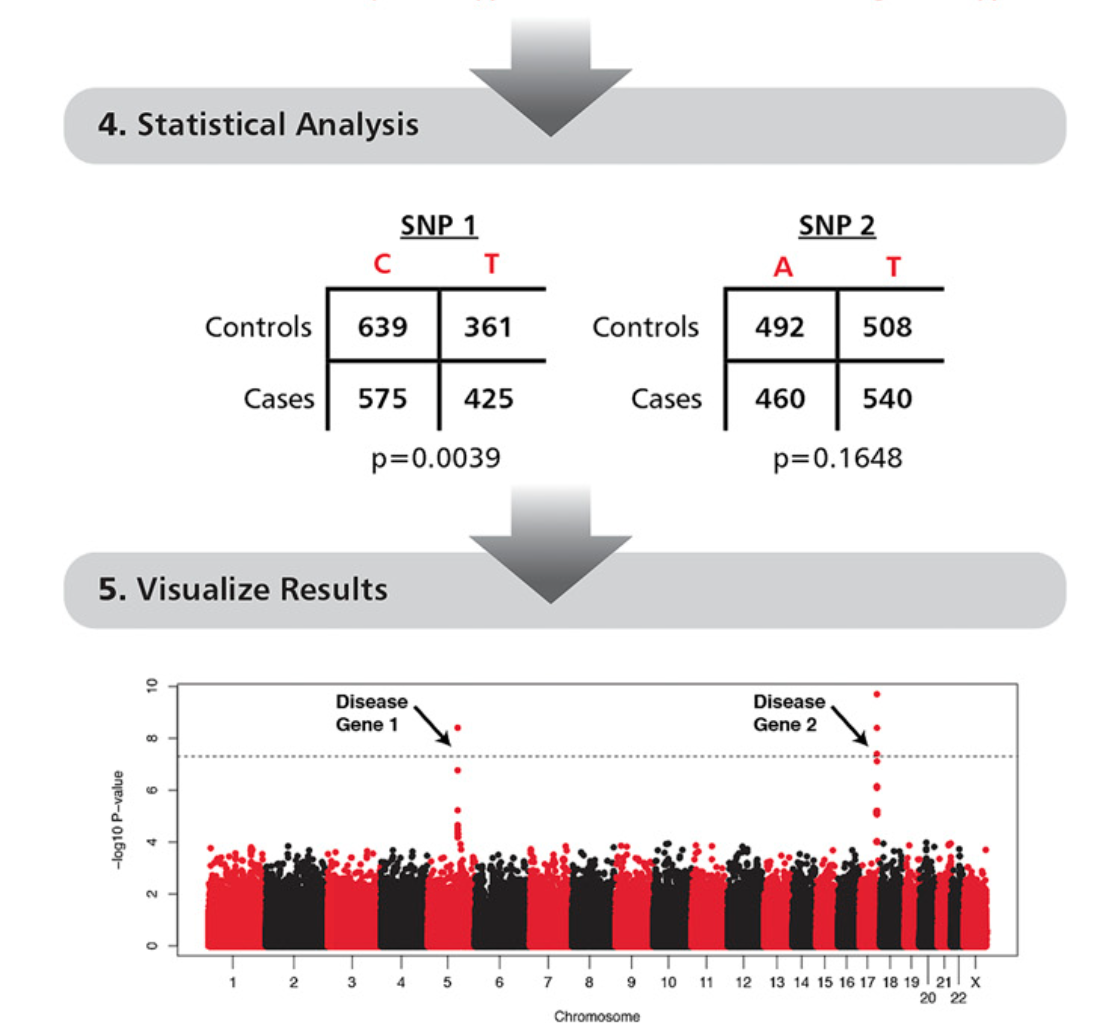 4. Statistical Analysis
SNP 1
C T
Controls 639 361
Cases 575 425
p=0.0039
SNP 2
A T
Controls 492 508
Cases 460 540
p=0.1648
5. Visualize Results
Disease
Gene 1
Disease
Gene 2
−log10 P−value
10
8
6
4
2
0
1 2 3 4 5 6 7 8 9 10 11 12 13 14 15 16 17 18 19 20 21 22 X
Chromosome